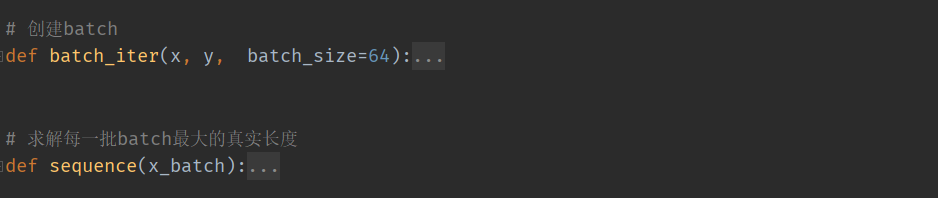 # 创建batch
def batch_iter(x, y,  batch_size=64):...
# 求解每一批batch最大的真实长度
def sequence(x_batch):...